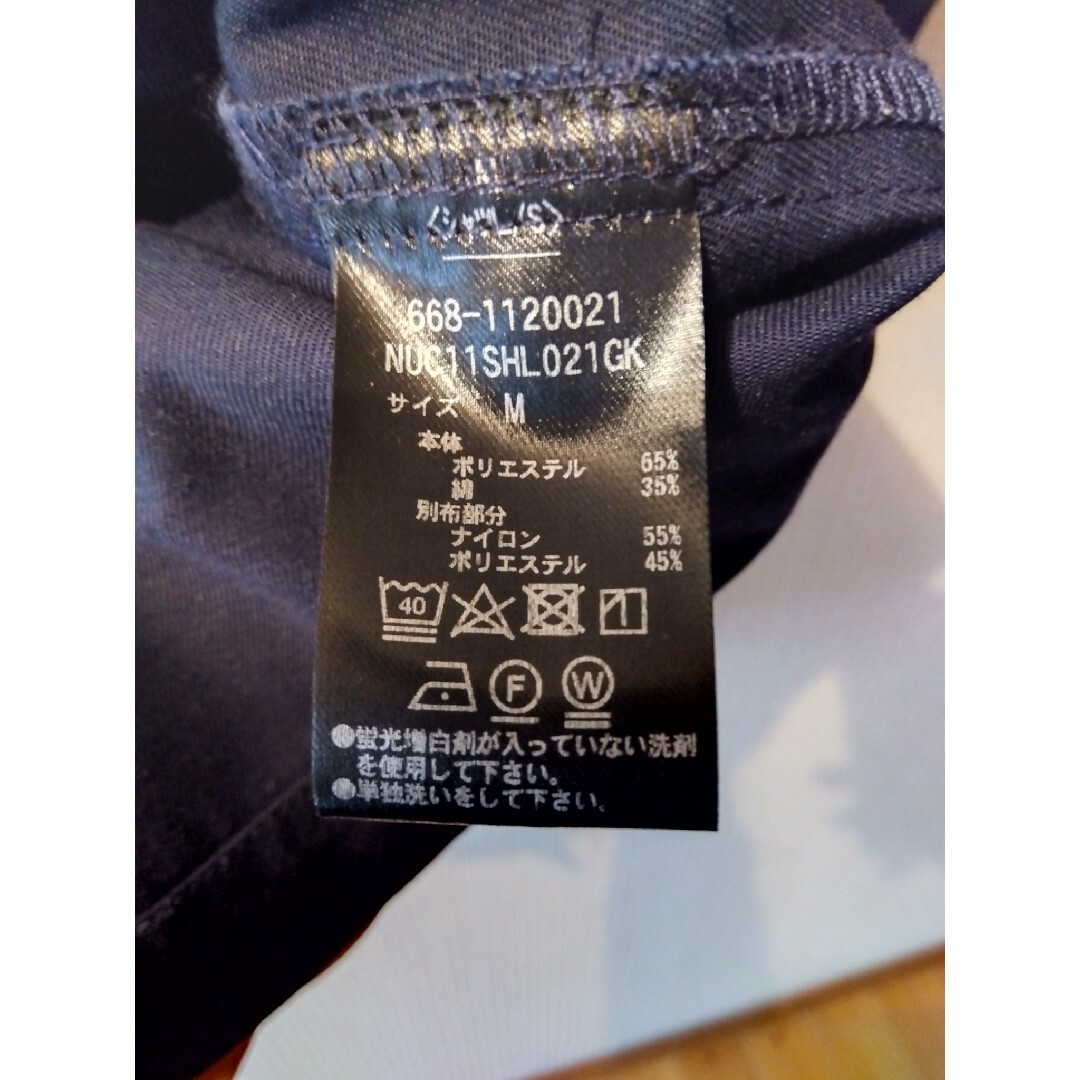 〈シャツL/S〉
668-1120021
NUC11SHL021GK
サイズ M
本体
ポリエステル 65%
綿 35%
別布部分
ナイロン 55%
ポリエステル 45%
40
F W
●蛍光増白剤が入っていない洗剤
を使用して下さい。
●単独洗いをして下さい。